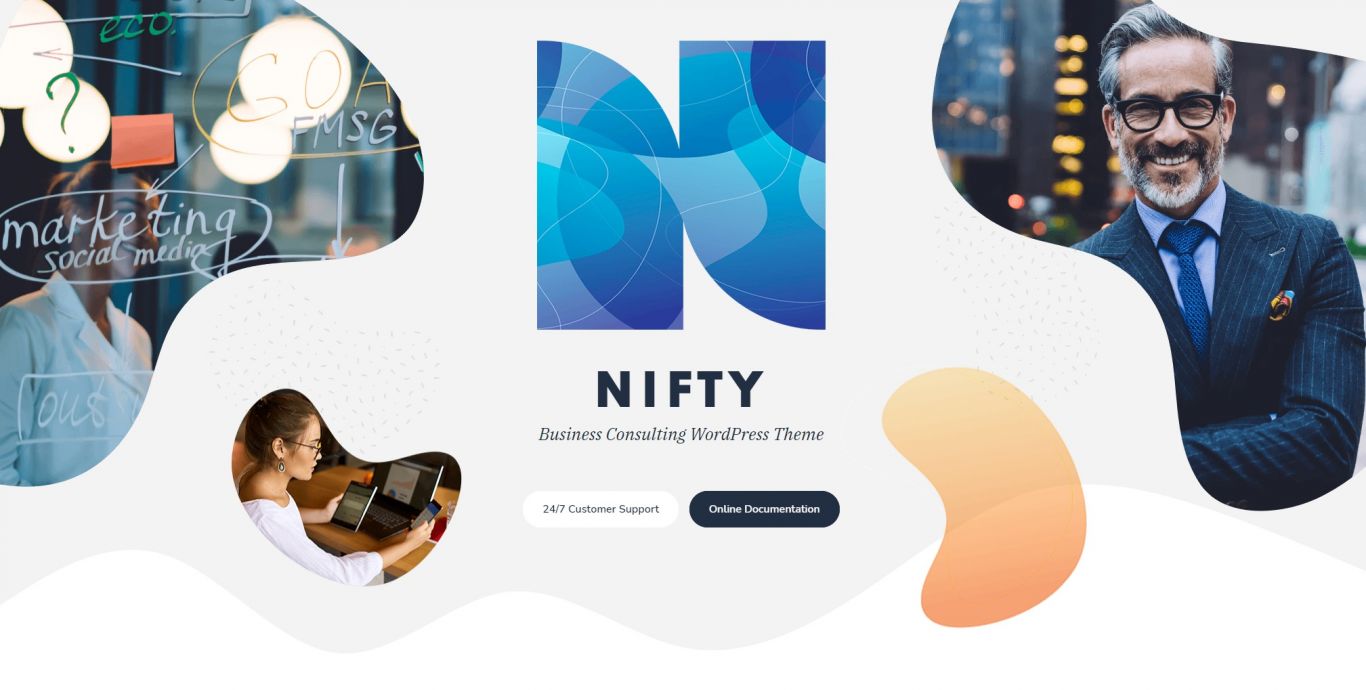 eco.
?
GOA
FMSG
marketing
social media
ous
NIFTY
Business Consulting WordPress Theme
24/7 Customer Support
Online Documentation